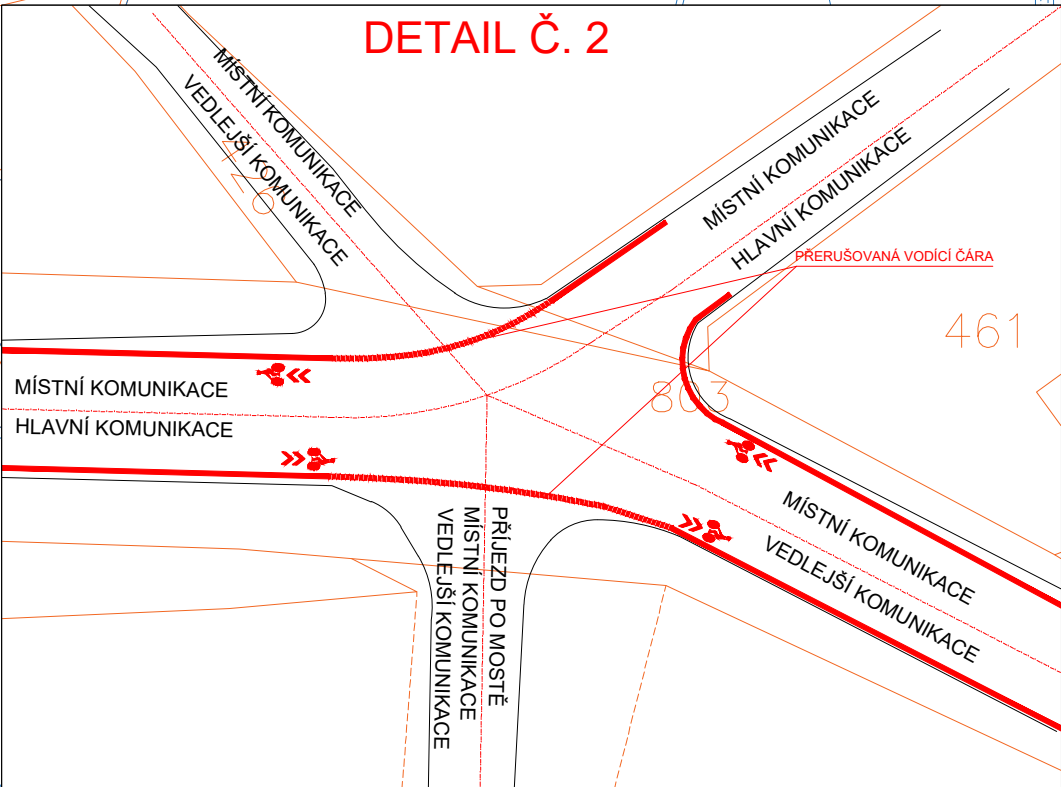 DETAIL Č. 2
MÍSTNÍ KOMUNIKACE
VEDLEJŠÍ KOMUNIKACE
426
MÍSTNÍ KOMUNIKACE
HLAVNÍ KOMUNIKACE
PŘERUŠOVANÁ VODÍCÍ ČÁRA
461
803
MÍSTNÍ KOMUNIKACE
HLAVNÍ KOMUNIKACE
MÍSTNÍ KOMUNIKACE
VEDLEJŠÍ KOMUNIKACE
PŘÍJEZD PO MOSTĚ
MÍSTNÍ KOMUNIKACE
VEDLEJŠÍ KOMUNIKACE